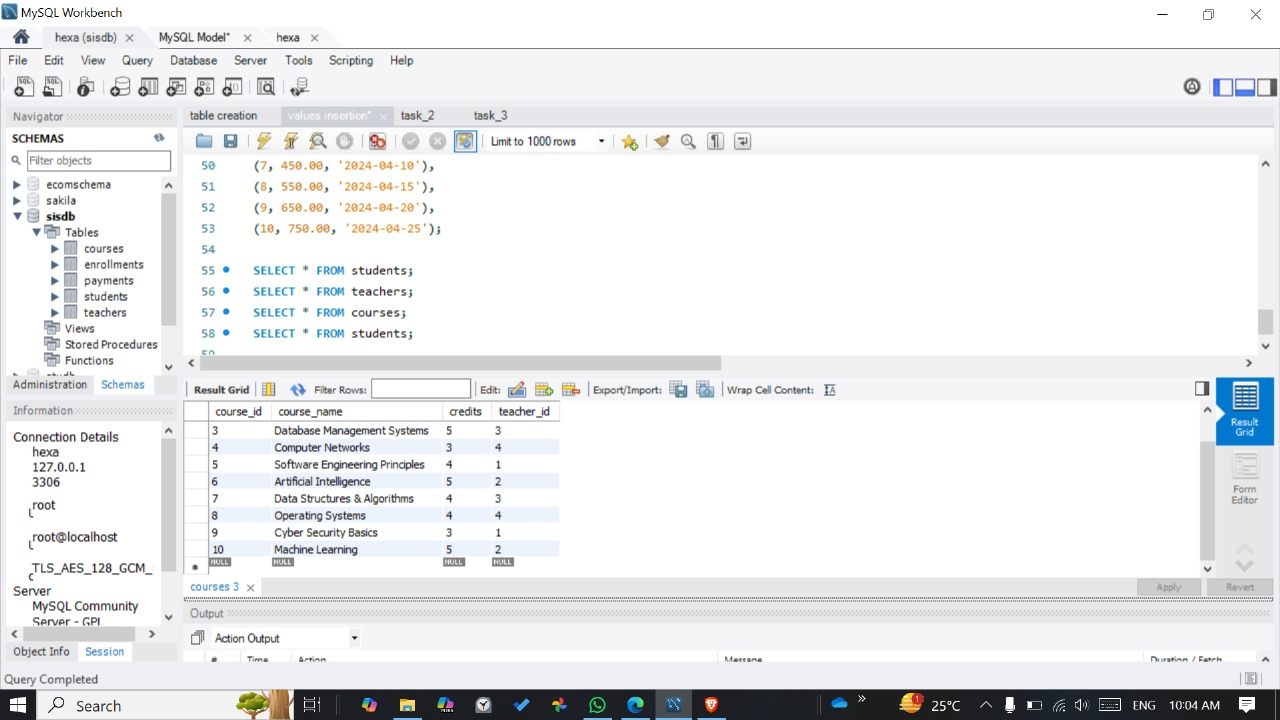 MySQL Workbench
hexa (sisdb)
MySQL Model*
hexa
File Edit View Query Database Server Tools Scripting Help
Navigator
SCHEMAS
Filter objects
ecomschema
sakila
sisdb
Tables
courses
enrollments
payments
students
teachers
Views
Stored Procedures
Functions
Administration Schemas
Information
Connection Details
hexa
127.0.0.1
3306
root
root@localhost
TLS_AES_128_GCM_
Server
MySQL Community
Server - GPL
Object Info Session
table creation values insertion* task_2 task_3
Limit to 1000 rows
50 (7, 450.00, '2024-04-10'),
51 (8, 550.00, '2024-04-15'),
52 (9, 650.00, '2024-04-20'),
53 (10, 750.00, '2024-04-25');
54
55 SELECT * FROM students;
56 SELECT * FROM teachers;
57 SELECT * FROM courses;
58 SELECT * FROM students;
59
Result Grid Filter Rows: Edit: Export/Import: Wrap Cell Content:
course_id course_name credits teacher_id
3 Database Management Systems 5 3
4 Computer Networks 3 4
5 Software Engineering Principles 4 1
6 Artificial Intelligence 5 2
7 Data Structures & Algorithms 4 3
8 Operating Systems 4 4
9 Cyber Security Basics 3 1
10 Machine Learning 5 2
NULL NULL NULL NULL
Result
Grid
Form
Editor
courses 3
Apply Revert
Output
Action Output
# Time Action Message Duration / Fetch
Query Completed
Search
1
25°C
ENG
10:04 AM